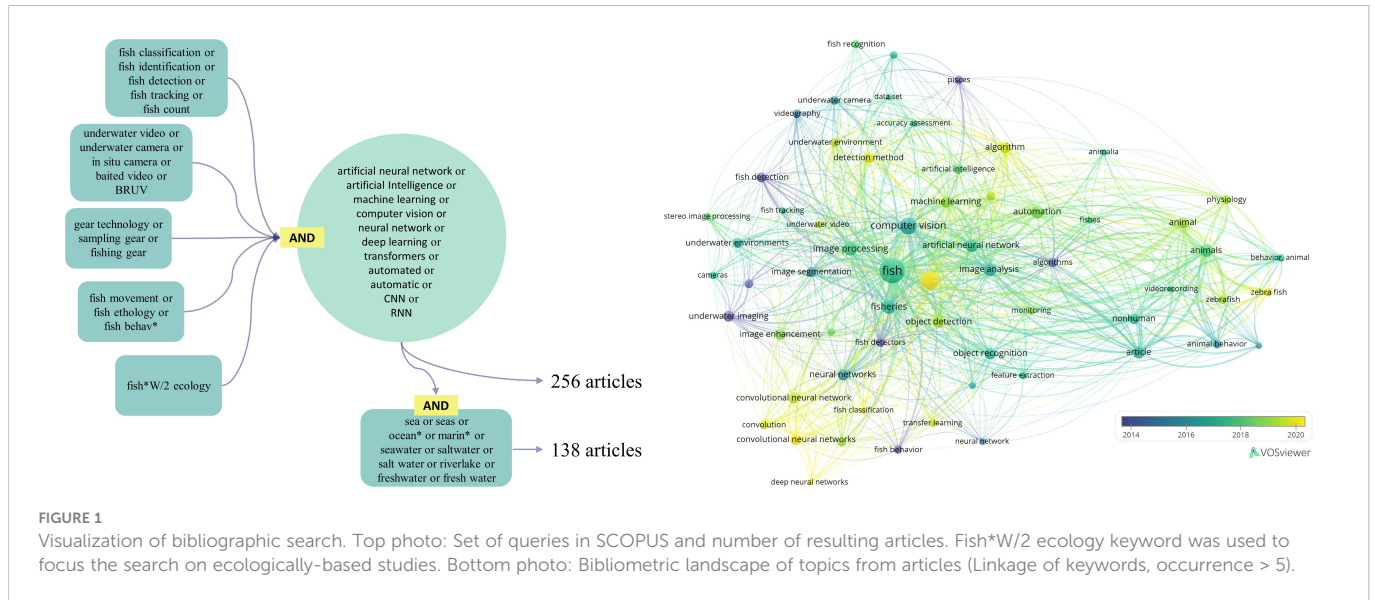 fish classification or
fish identification or
fish detection or
fish tracking or
fish count
underwater video or
underwater camera or
in situ camera or
baited video or
BRUV
gear technology or
sampling gear or
fishing gear
fish movement or
fish ethology or
fish behav*
fish*W/2 ecology
AND
artificial neural network or
artificial Intelligence or
machine learning or
computer vision or
neural network or
deep learning or
transformers or
automated or
automatic or
CNN or
RNN
256 articles
AND
sea or seas or
ocean* or marin* or
seawater or saltwater or
salt water or riverlake or
freshwater or fresh water
138 articles
fish recognition
pisces
underwater camera
data set
videography
accuracy assessment
underwater environment
algorithm
detection method
animalia
artificial intelligence
fish detection
machine learning
physiology
stereo image processing
fish tracking
automation
underwater video
computer vision
fishes
animal
underwater environments
image processing
artificial neural network
animals
behavior, animal
cameras
image segmentation
fish
image analysis
algorithms
videorecording
zebra fish
zebrafish
fisheries
monitoring
underwater imaging
object detection
nonhuman
image enhancement
fish detectors
animal behavior
object recognition
article
neural networks
feature extraction
convolutional neural network
fish classification
convolution
transfer learning
convolutional neural networks
fish behavior
neural network
deep neural networks
2014 2016 2018 2020
VOSviewer
FIGURE 1
Visualization of bibliographic search. Top photo: Set of queries in SCOPUS and number of resulting articles. Fish*W/2 ecology keyword was used to
focus the search on ecologically-based studies. Bottom photo: Bibliometric landscape of topics from articles (Linkage of keywords, occurrence > 5).